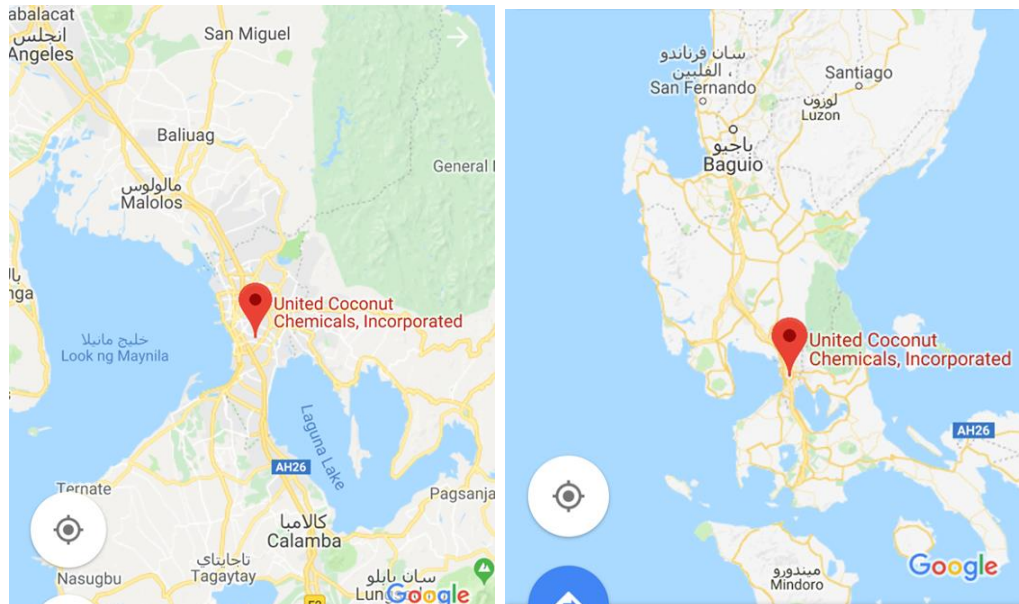 abalacat
انجلس
Angeles
San Miguel
Baliuag
مالولوس
Malolos
General
United Coconut
Chemicals, Incorporated
خليج مانيلا
Look ng Maynila
Laguna Lake
AH26
Ternate
Pagsanja
كالامبا
Calamba
تاجايتاي
Tagaytay
Nasugbu
سان بابلو
Google
سان فرناندو
، الفلبين
San Fernando
Santiago
لوزون
Luzon
باجيو
Baguio
United Coconut
Chemicals, Incorporated
AH26
ميندورو
Mindoro
Google